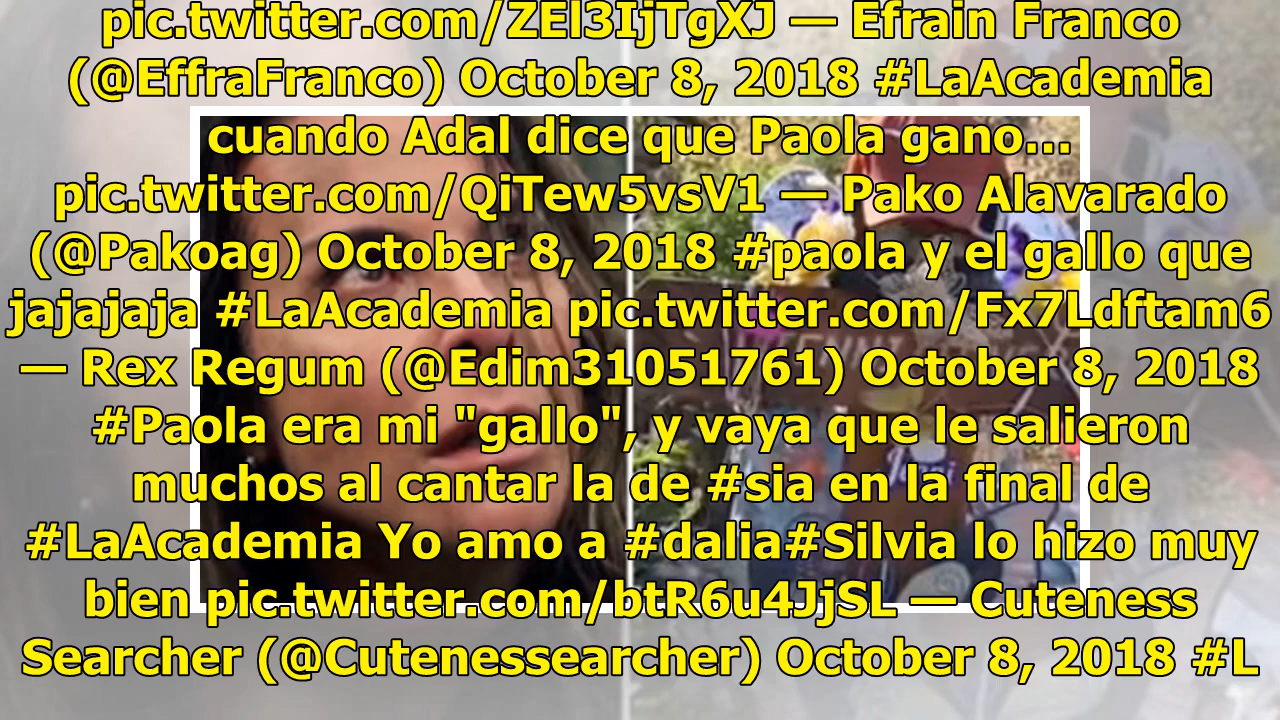 pic.twitter.com/ZEl3IjTgXJ — Efrain Franco
(@EffraFranco) October 8, 2018 #LaAcademia
cuando Adal dice que Paola gano...
pic.twitter.com/QiTew5vsV1 — Pako Alavarado
(@Pakoag) October 8, 2018 #paola y el gallo que
jajajaja #LaAcademia pic.twitter.com/Fx7Ldftam6
— Rex Regum (@Edim31051761) October 8, 2018
#Paola era mi "gallo", y vaya que le salieron
muchos al cantar la de #sia en la final de
#LaAcademia Yo amo a #dalia#Silvia lo hizo muy
bien pic.twitter.com/btR6u4JjSL — Cuteness
Searcher (@Cutenessearcher) October 8, 2018 #L